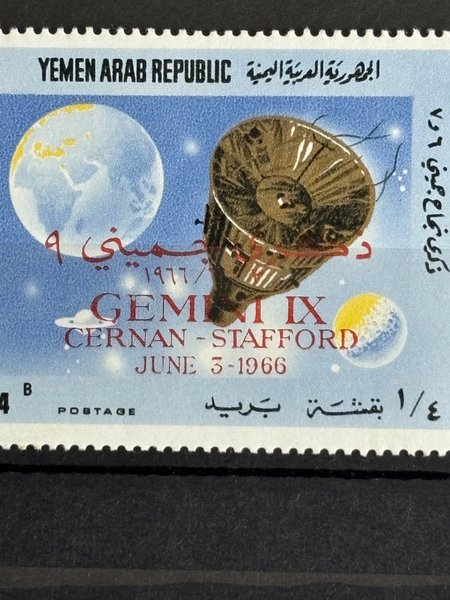 YEMEN ARAB REPUBLIC الجمهورية العربية اليمنية
جميني ٩
١٩٦٦/
GEMINI IX
CERNAN - STAFFORD
JUNE 3-1966
4 B POSTAGE بريد بقشة ١/٤